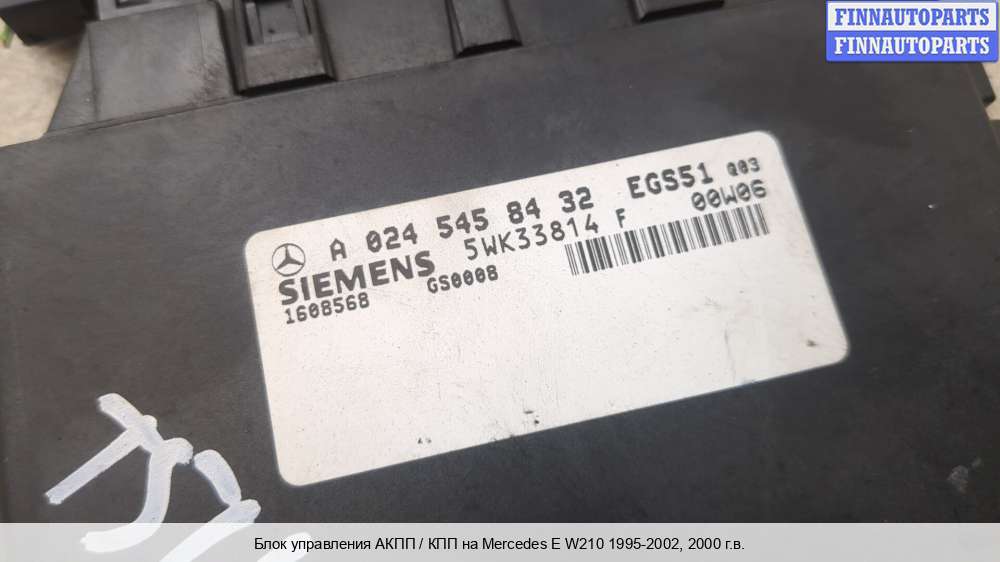 FINNAUTOPARTS
FINNAUTOPARTS
A 024 545 84 32 EGS51 Q03
SIEMENS 5WK33814 F 00W06
1608568 GS0008
Блок управления АКПП / КПП на Mercedes E W210 1995-2002, 2000 г.в.